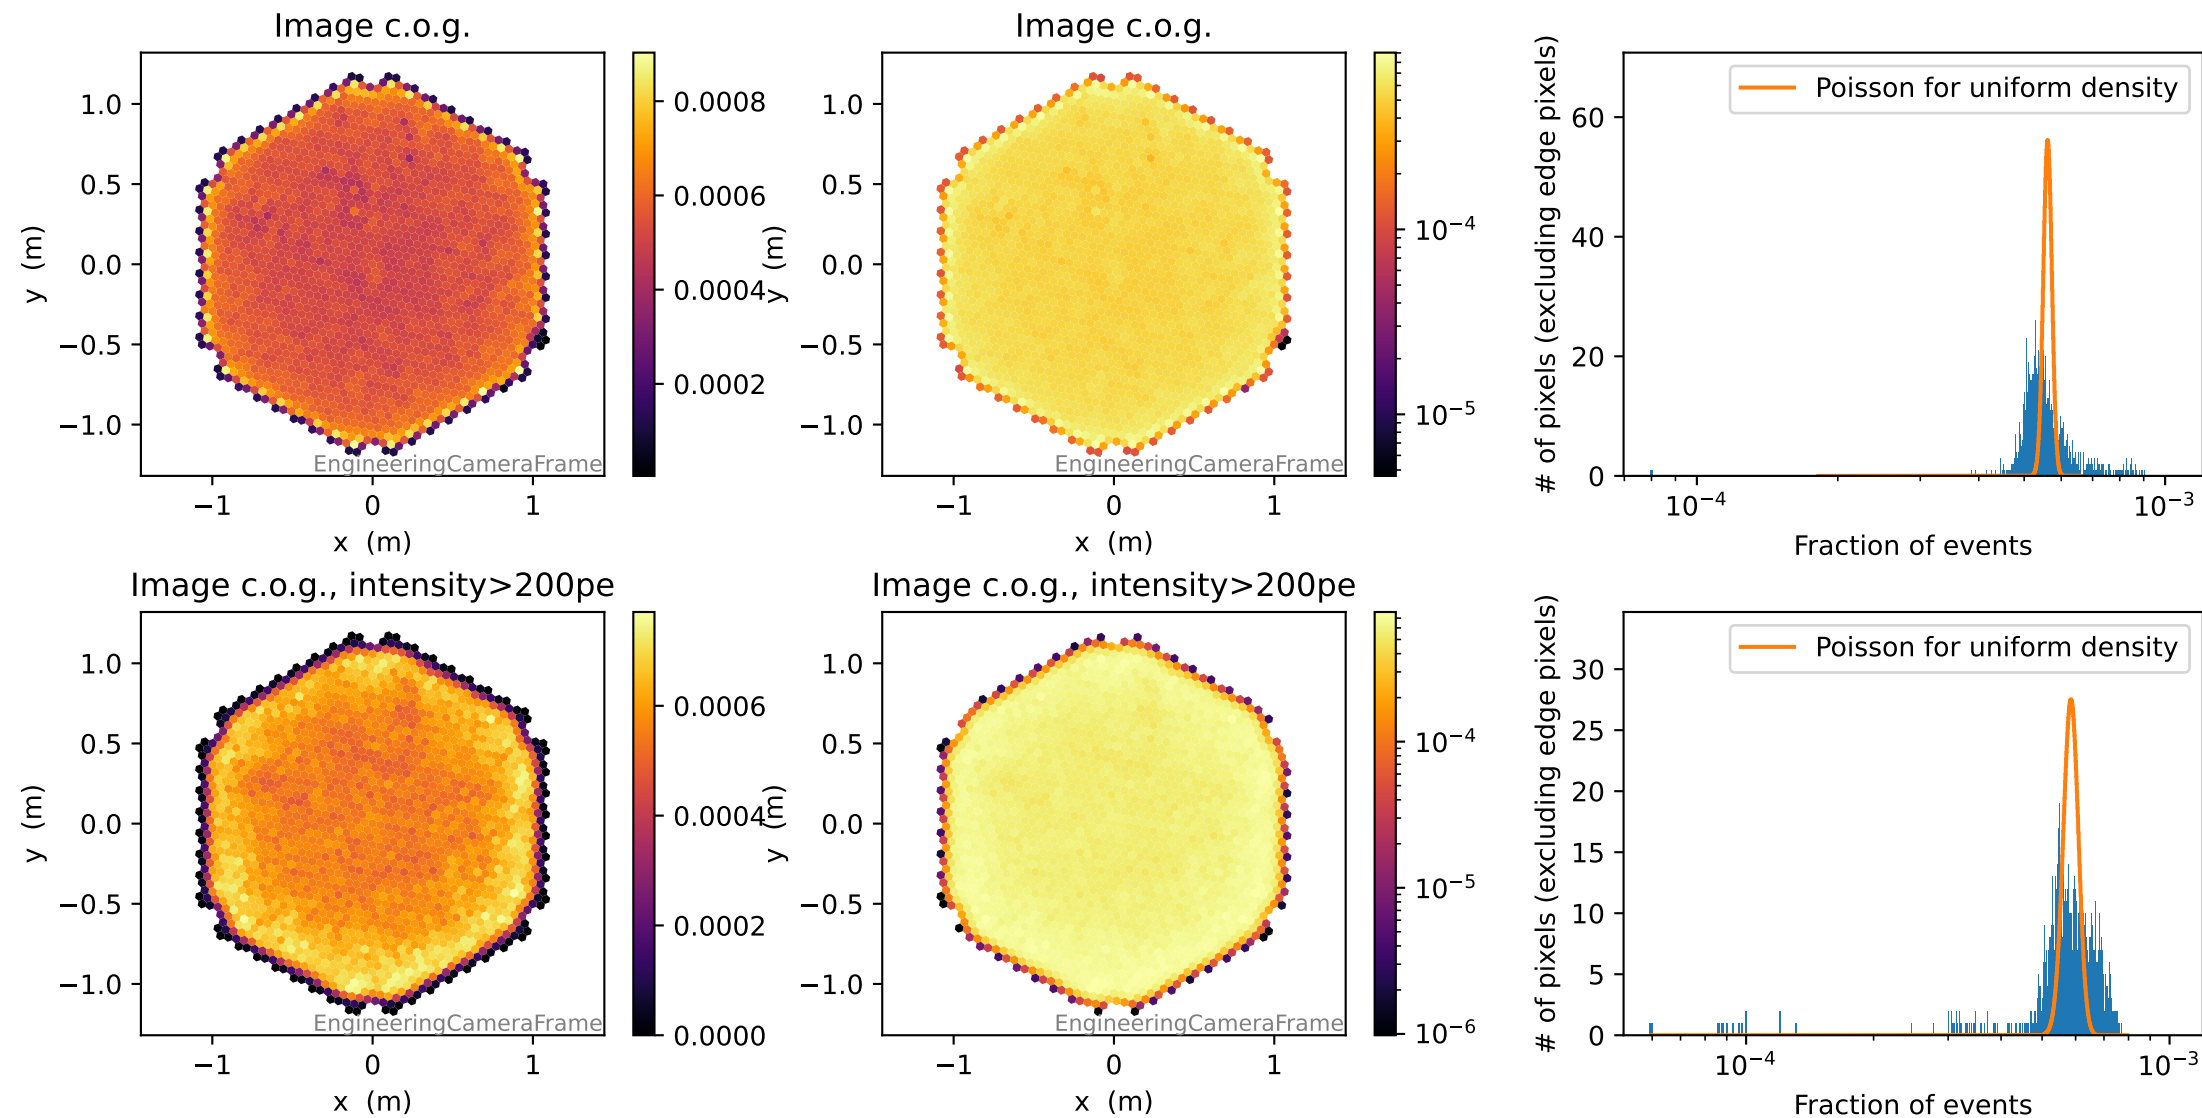 Image c.o.g.
1.0
0.5
0.0
−0.5
−1.0
y (m)
−1
0
1
x (m)
EngineeringCameraFrame
0.0008
0.0006
0.0004
0.0002
Image c.o.g.
1.0
0.5
0.0
−0.5
−1.0
y (m)
−1
0
1
x (m)
EngineeringCameraFrame
10⁻⁴
10⁻⁵
Poisson for uniform density
60
40
20
0
# of pixels (excluding edge pixels)
10⁻⁴
10⁻³
Fraction of events
Image c.o.g., intensity>200pe
1.0
0.5
0.0
−0.5
−1.0
y (m)
−1
0
1
x (m)
EngineeringCameraFrame
0.0006
0.0004
0.0002
0.0000
Image c.o.g., intensity>200pe
1.0
0.5
0.0
−0.5
−1.0
y (m)
−1
0
1
x (m)
EngineeringCameraFrame
10⁻⁴
10⁻⁵
10⁻⁶
Poisson for uniform density
30
25
20
15
10
5
0
# of pixels (excluding edge pixels)
10⁻⁴
10⁻³
Fraction of events